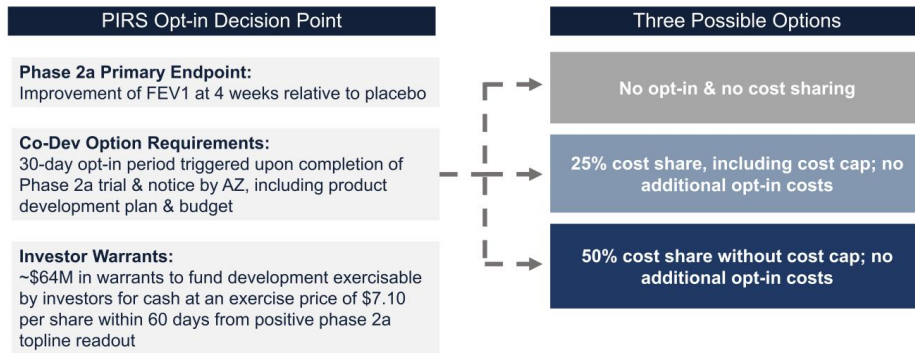 PIRS Opt-in Decision Point
Phase 2a Primary Endpoint:
Improvement of FEV1 at 4 weeks relative to placebo
Co-Dev Option Requirements:
30-day opt-in period triggered upon completion of
Phase 2a trial & notice by AZ, including product
development plan & budget
Investor Warrants:
~$64M in warrants to fund development exercisable
by investors for cash at an exercise price of $7.10
per share within 60 days from positive phase 2a
topline readout
Three Possible Options
No opt-in & no cost sharing
25% cost share, including cost cap; no
additional opt-in costs
50% cost share without cost cap; no
additional opt-in costs